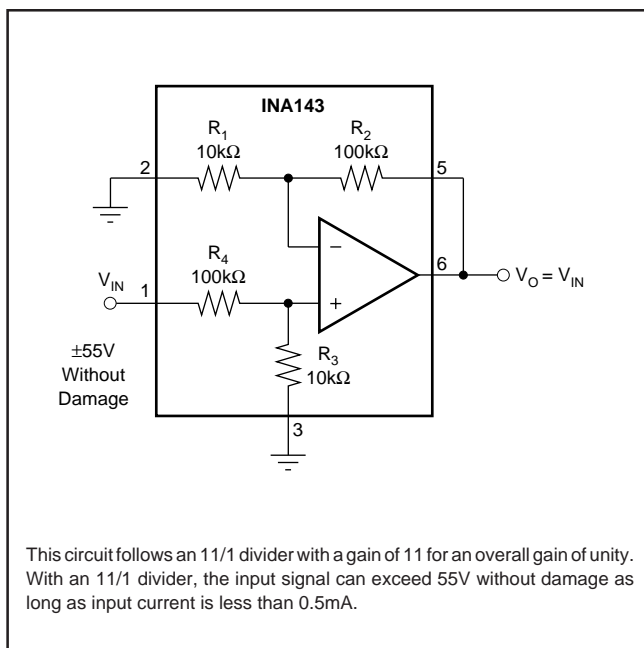 INA143
R1
10kΩ
R2
100kΩ
2
5
R4
100kΩ
VIN
1
−
+
6
VO = VIN
±55V
Without
Damage
R3
10kΩ
3
This circuit follows an 11/1 divider with a gain of 11 for an overall gain of unity.
With an 11/1 divider, the input signal can exceed 55V without damage as
long as input current is less than 0.5mA.